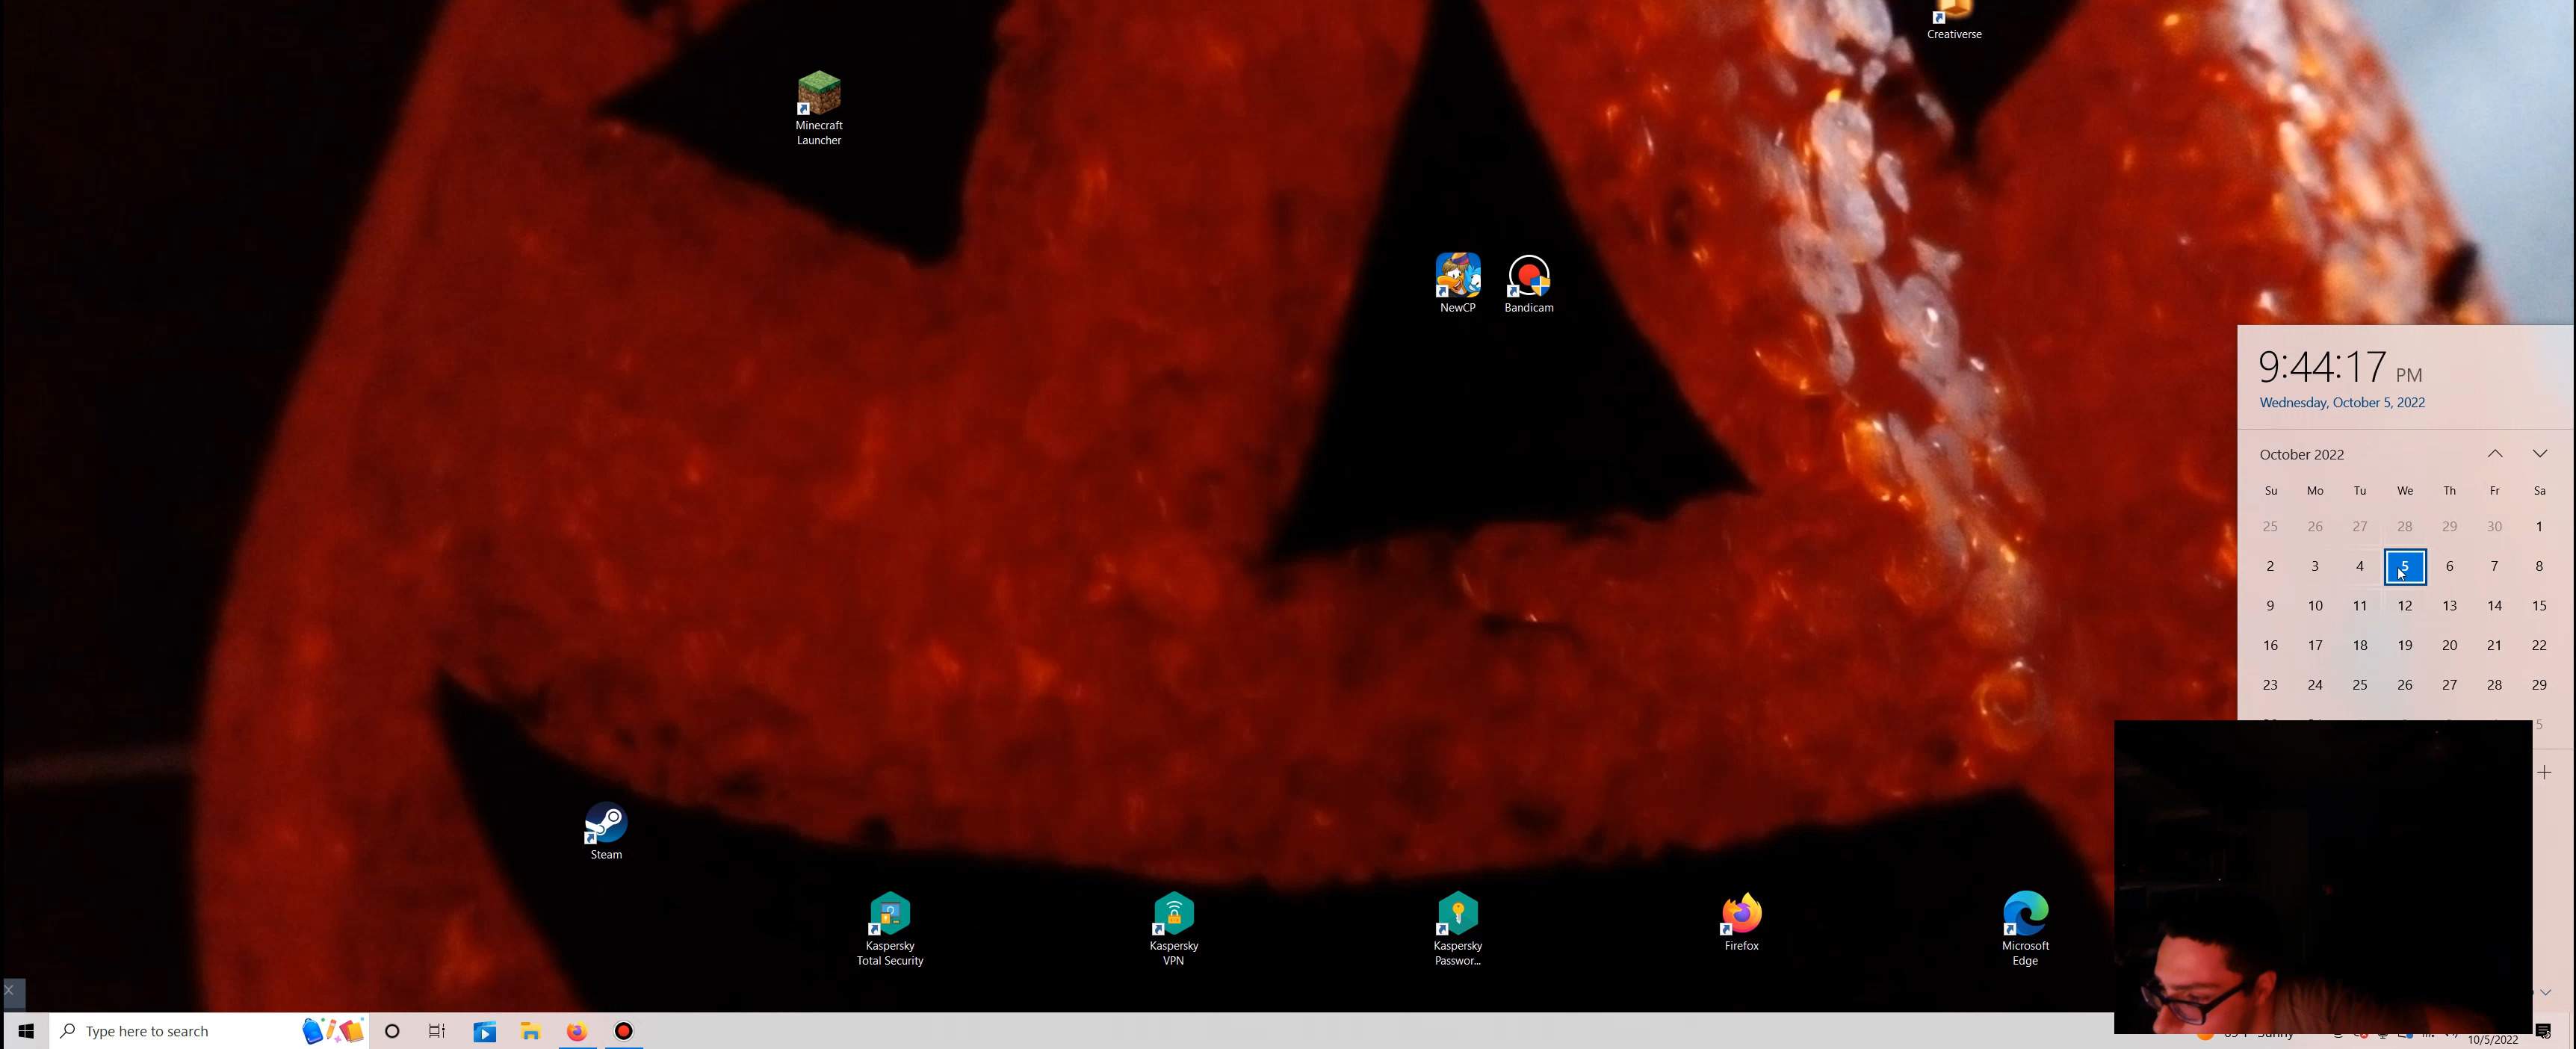 Creativerse
Minecraft
Launcher
NewCP
Bandicam
9:44:17 PM
Wednesday, October 5, 2022
October 2022
Su Mo Tu We Th Fr Sa
25 26 27 28 29 30 1
2 3 4 5 6 7 8
9 10 11 12 13 14 15
16 17 18 19 20 21 22
23 24 25 26 27 28 29
5
Steam
Kaspersky
Total Security
Kaspersky
VPN
Kaspersky
Passwor...
Firefox
Microsoft
Edge
Type here to search
10/5/2022